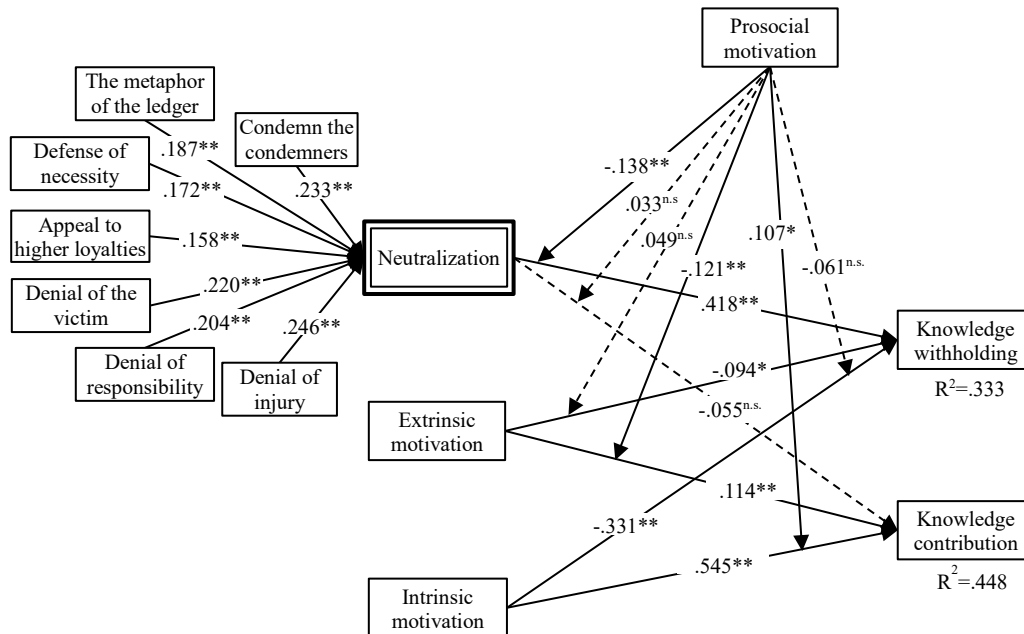 Prosocial
motivation
The metaphor
of the ledger
Condemn the
condemners
.187**
Defense of
necessity
-.138**
.172**
.233**
.033n.s
Appeal to
higher loyalties
.158**
.049n.s
.107*
Neutralization
-.121**
-.061n.s.
Denial of the
victim
.220**
.418**
.204**
.246**
Knowledge
withholding
Denial of
responsibility
Denial of
injury
-.094*
R²=.333
Extrinsic
motivation
-.055n.s.
.114**
-.331**
Knowledge
contribution
.545**
R²=.448
Intrinsic
motivation